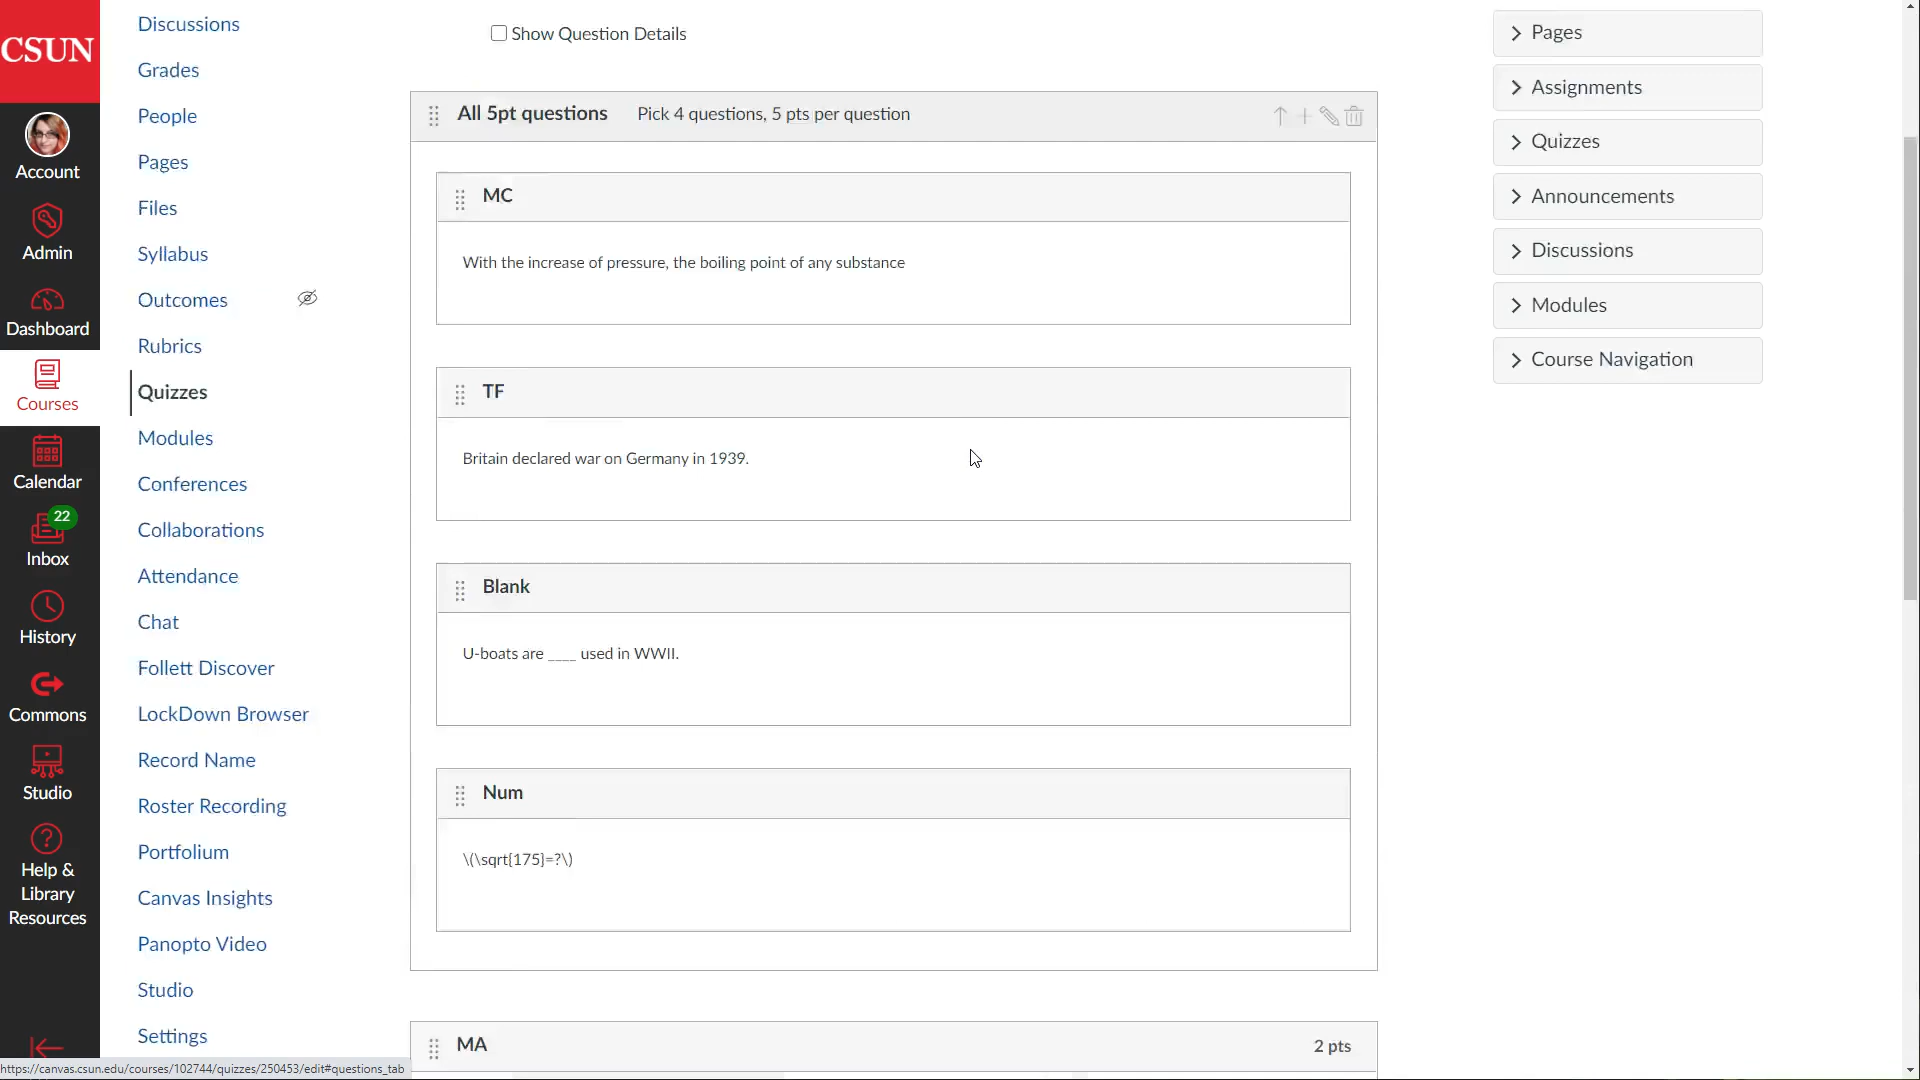 CSUN
Account
Admin
Dashboard
Courses
Calendar
22
Inbox
History
Commons
Studio
Help &
Library
Resources
Discussions
Grades
People
Pages
Files
Syllabus
Outcomes
Rubrics
Quizzes
Modules
Conferences
Collaborations
Attendance
Chat
Follett Discover
LockDown Browser
Record Name
Roster Recording
Portfolium
Canvas Insights
Panopto Video
Studio
Settings
https://canvas.csun.edu/courses/102744/quizzes/250453/edit#questions_tab
Show Question Details
All 5pt questions Pick 4 questions, 5 pts per question
MC
With the increase of pressure, the boiling point of any substance
TF
Britain declared war on Germany in 1939.
Blank
U-boats are ____ used in WWII.
Num
\(\sqrt{175}=?\)
MA 2 pts
Pages
Assignments
Quizzes
Announcements
Discussions
Modules
Course Navigation